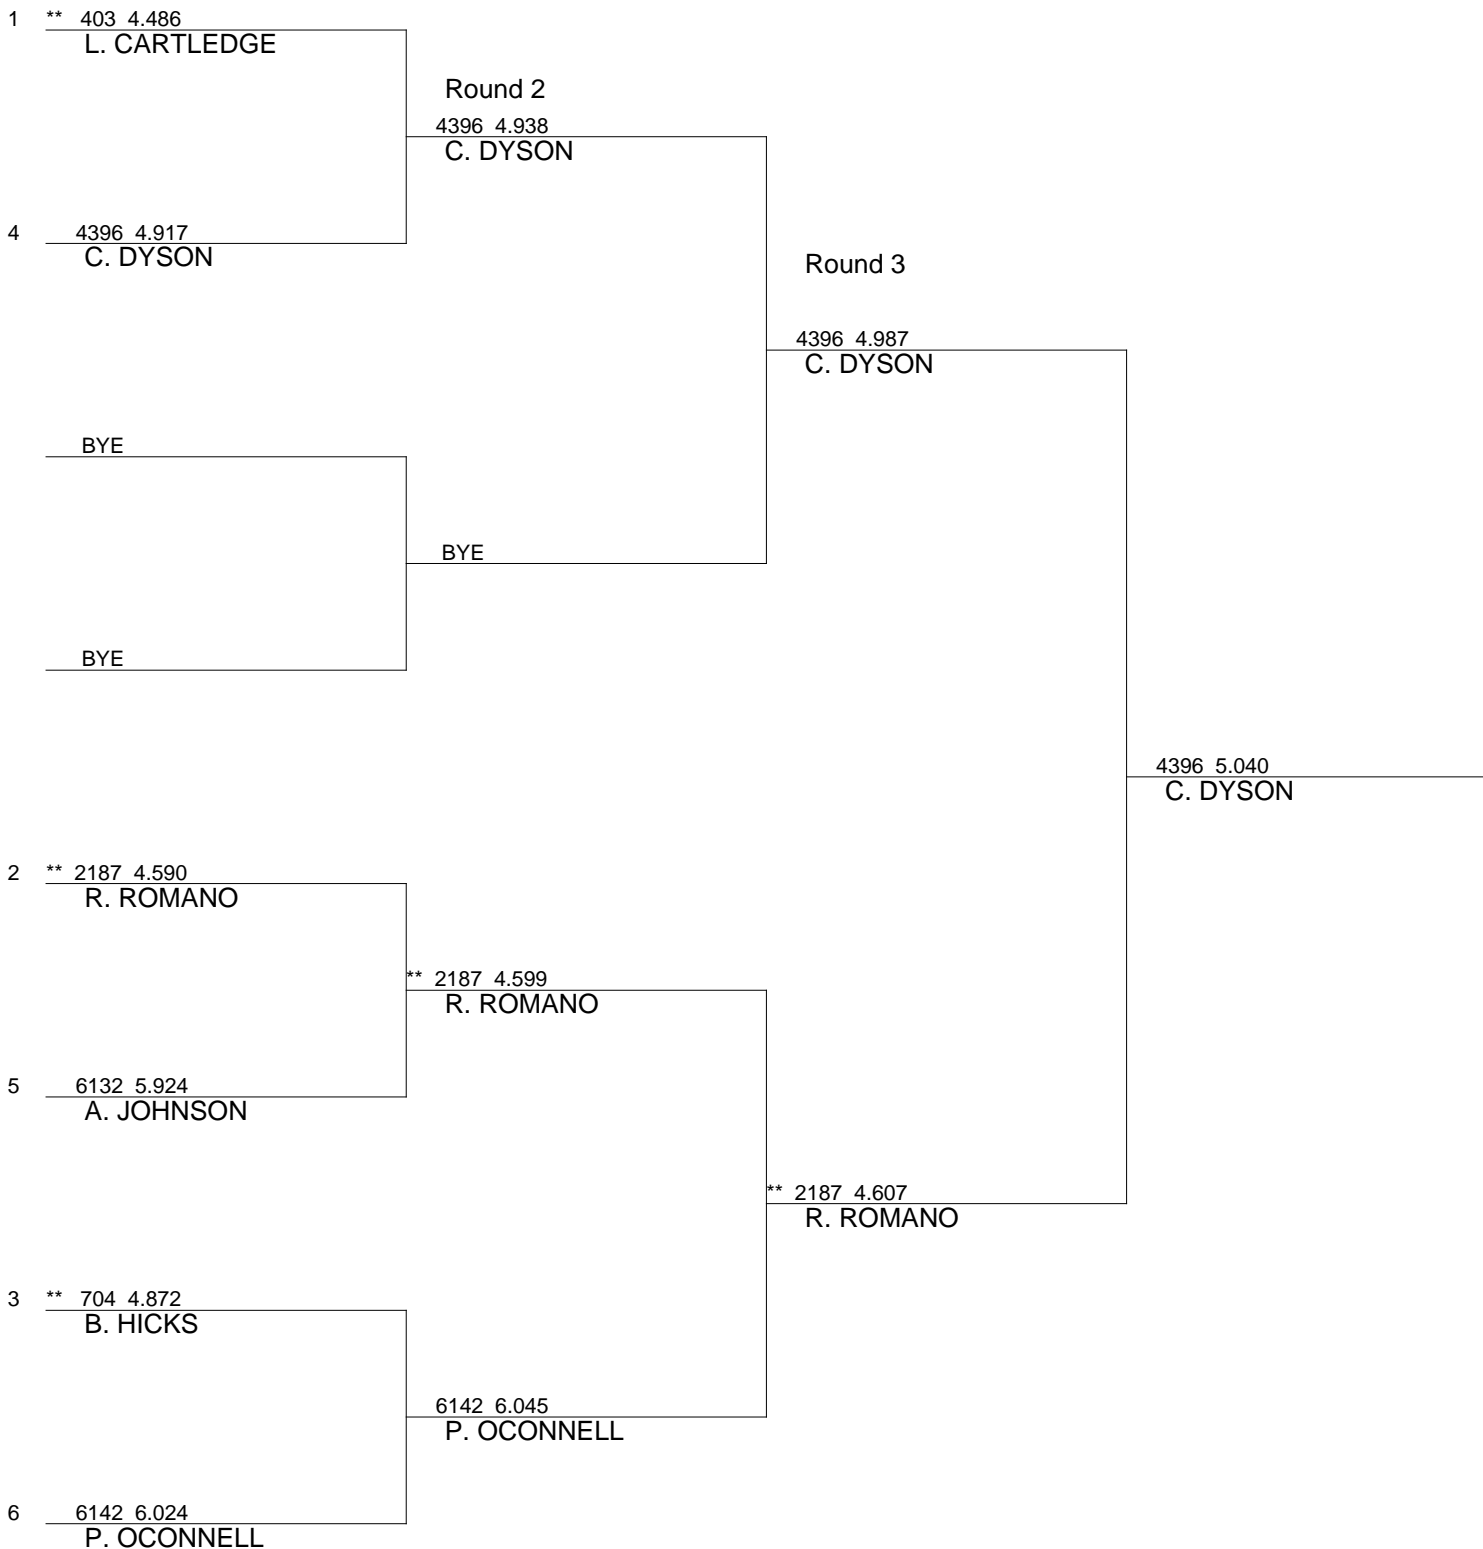 1 ** 403 4.486
L. CARTLEDGE
Round 2
4396 4.938
C. DYSON
4 4396 4.917
C. DYSON
Round 3
4396 4.987
C. DYSON
BYE
BYE
BYE
4396 5.040
C. DYSON
2 ** 2187 4.590
R. ROMANO
** 2187 4.599
R. ROMANO
5 6132 5.924
A. JOHNSON
** 2187 4.607
R. ROMANO
3 ** 704 4.872
B. HICKS
6142 6.045
P. OCONNELL
6 6142 6.024
P. OCONNELL